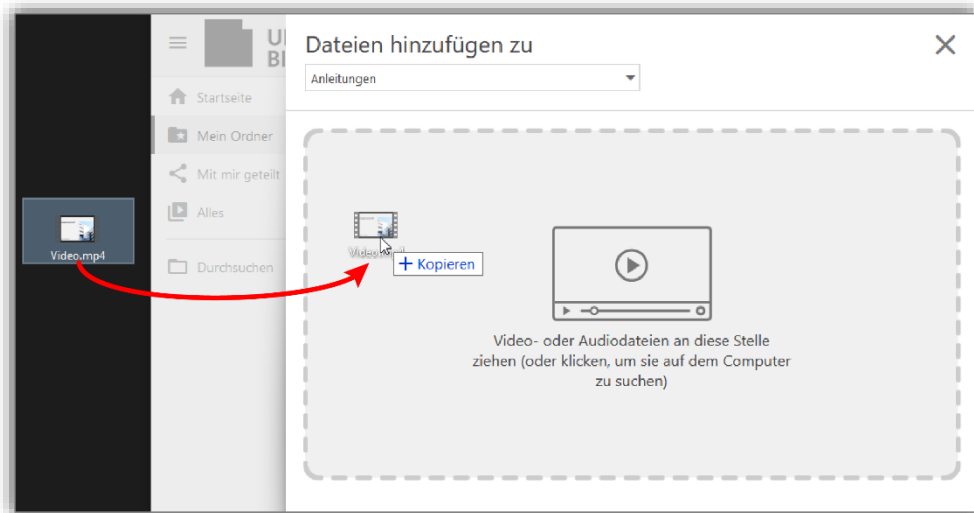 Dateien hinzufügen zu
Anleitungen
Startseite
Mein Ordner
Mit mir geteilt
Alles
Durchsuchen
Video.mp4
Kopieren
Video- oder Audiodateien an diese Stelle
ziehen (oder klicken, um sie auf dem Computer
zu suchen)